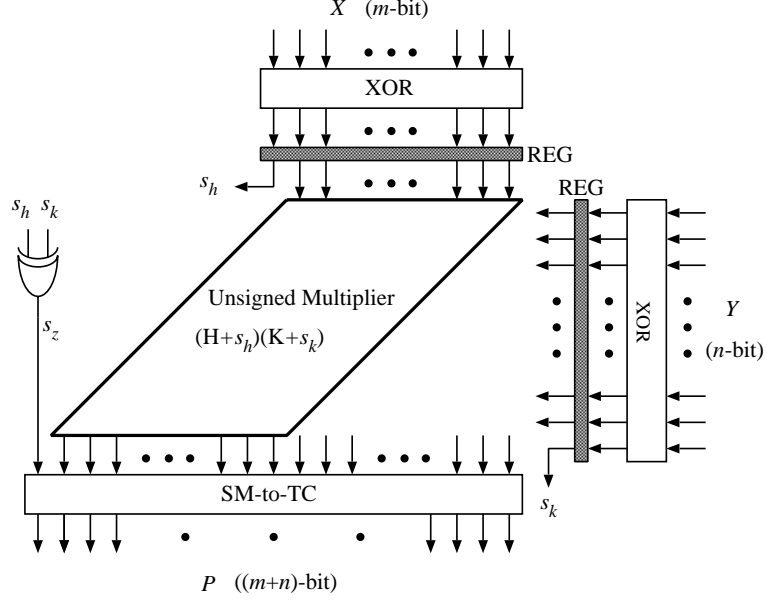 X (m-bit)
XOR
REG
s_h
REG
s_h s_k
Unsigned Multiplier
(H+s_h)(K+s_k)
XOR
Y
(n-bit)
s_z
SM-to-TC
s_k
P ((m+n)-bit)